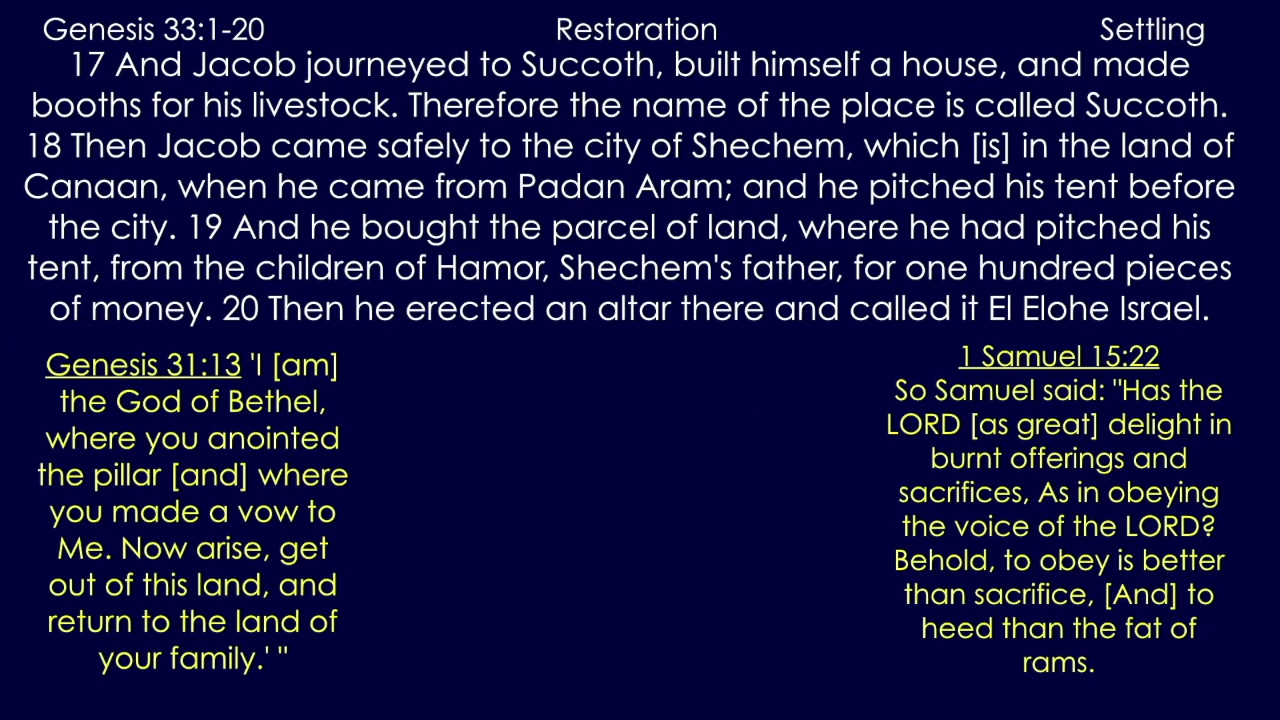 Genesis 33:1-20 Restoration Settling
17 And Jacob journeyed to Succoth, built himself a house, and made
booths for his livestock. Therefore the name of the place is called Succoth.
18 Then Jacob came safely to the city of Shechem, which [is] in the land of
Canaan, when he came from Padan Aram; and he pitched his tent before
the city. 19 And he bought the parcel of land, where he had pitched his
tent, from the children of Hamor, Shechem's father, for one hundred pieces
of money. 20 Then he erected an altar there and called it El Elohe Israel.
Genesis 31:13 'I [am]
the God of Bethel,
where you anointed
the pillar [and] where
you made a vow to
Me. Now arise, get
out of this land, and
return to the land of
your family.' "
1 Samuel 15:22
So Samuel said: "Has the
LORD [as great] delight in
burnt offerings and
sacrifices, As in obeying
the voice of the LORD?
Behold, to obey is better
than sacrifice, [And] to
heed than the fat of
rams.